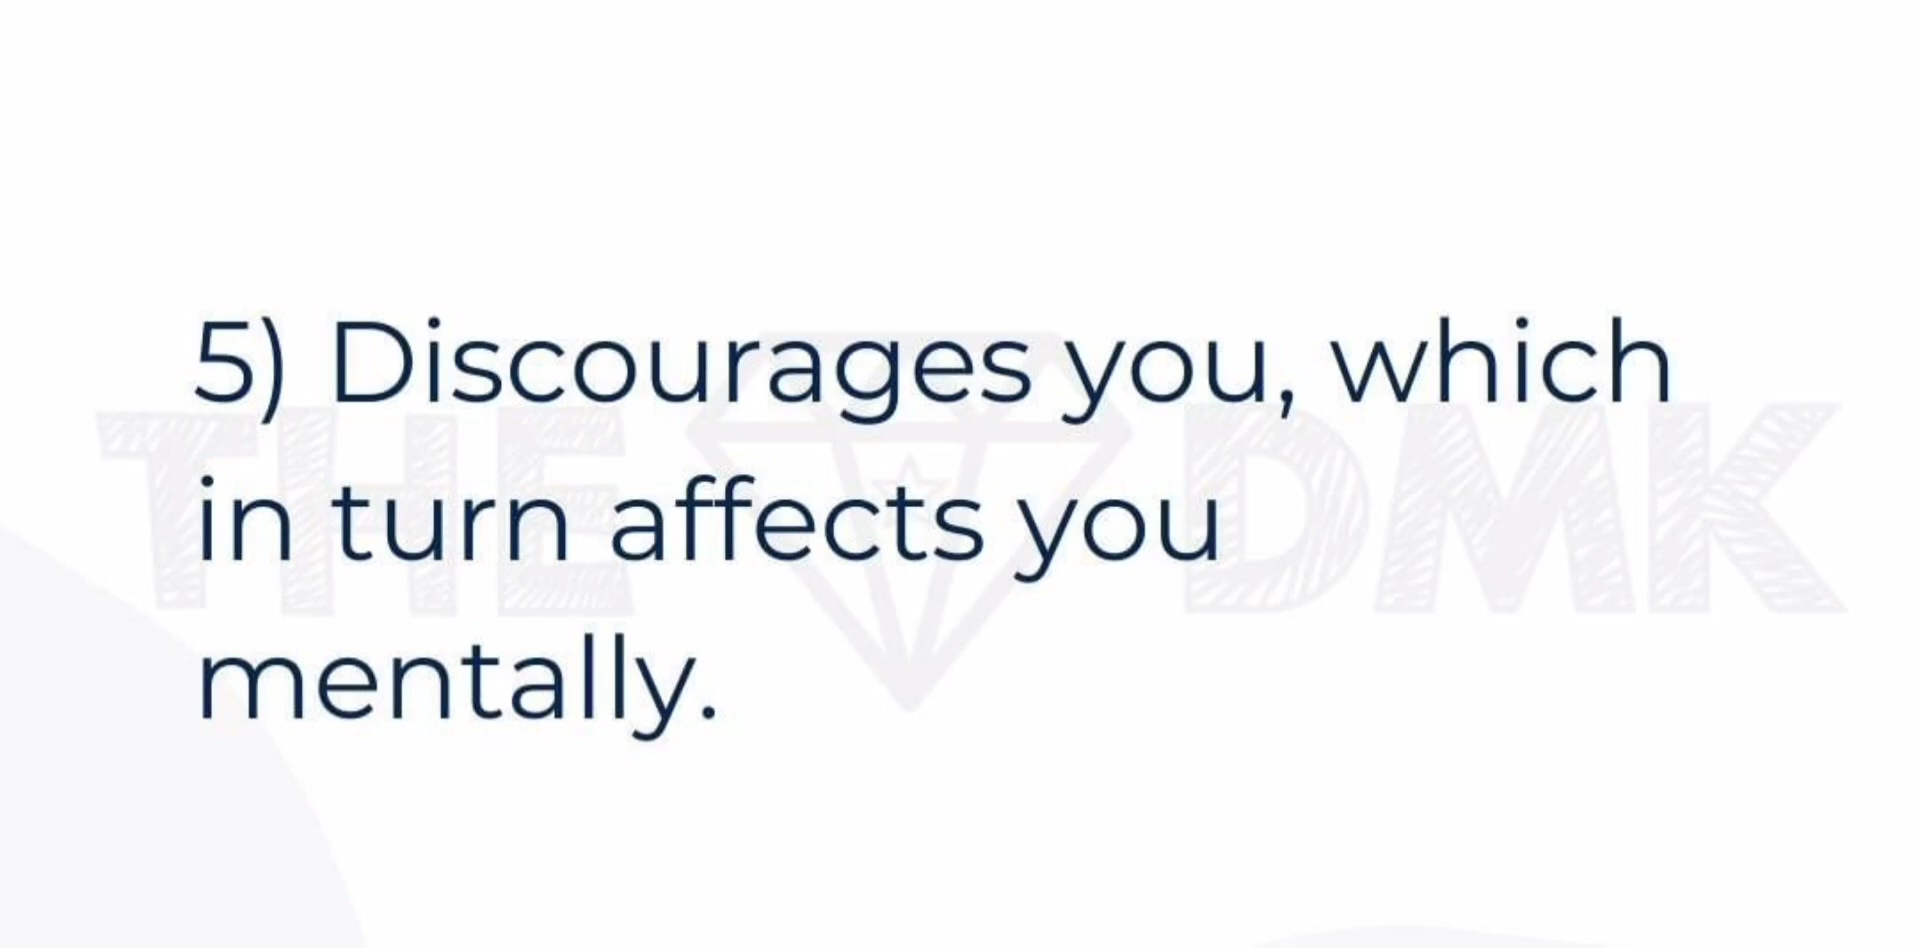 5) Discourages you, which
in turn affects you
mentally.
THE DMK